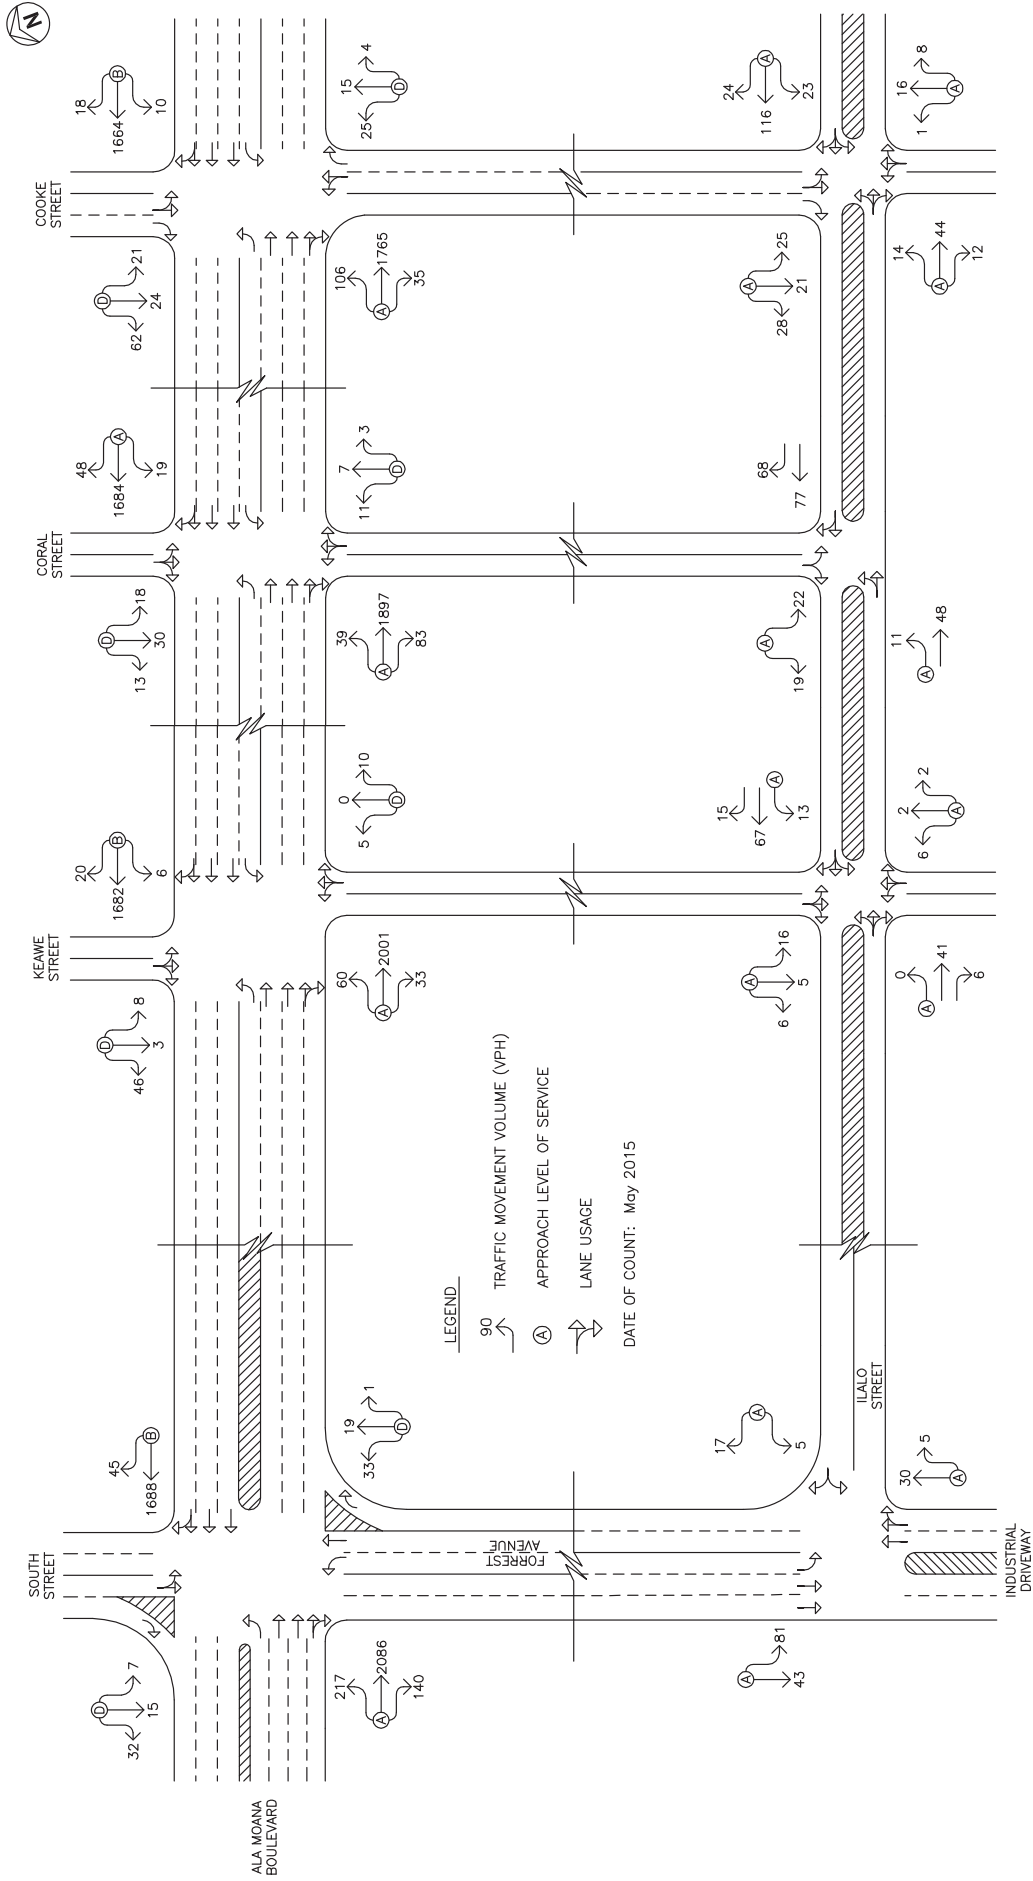 N
COOKE
STREET
18
B
1664
10
15
4
D
25
24
A
116
23
16
8
A
1
D
21
24
62
106
1765
A
35
A
25
21
28
14
44
A
12
CORAL
STREET
48
A
1684
19
7
3
D
11
68
77
D
18
30
13
39
1897
A
83
A
22
19
11
48
A
KEAWE
STREET
20
B
1682
6
0
10
D
5
15
A
67
13
2
2
A
6
D
8
3
46
60
2001
A
33
A
16
5
6
0
41
A
6
LEGEND
90 TRAFFIC MOVEMENT VOLUME (VPH)
A APPROACH LEVEL OF SERVICE
LANE USAGE
DATE OF COUNT: May 2015
SOUTH
STREET
45
B
1688
19
1
D
33
17
A
5
ILALO
STREET
30
5
A
FORREST
AVENUE
INDUSTRIAL
DRIVEWAY
D
7
15
32
217
2086
A
140
A
81
43
ALA MOANA
BOULEVARD